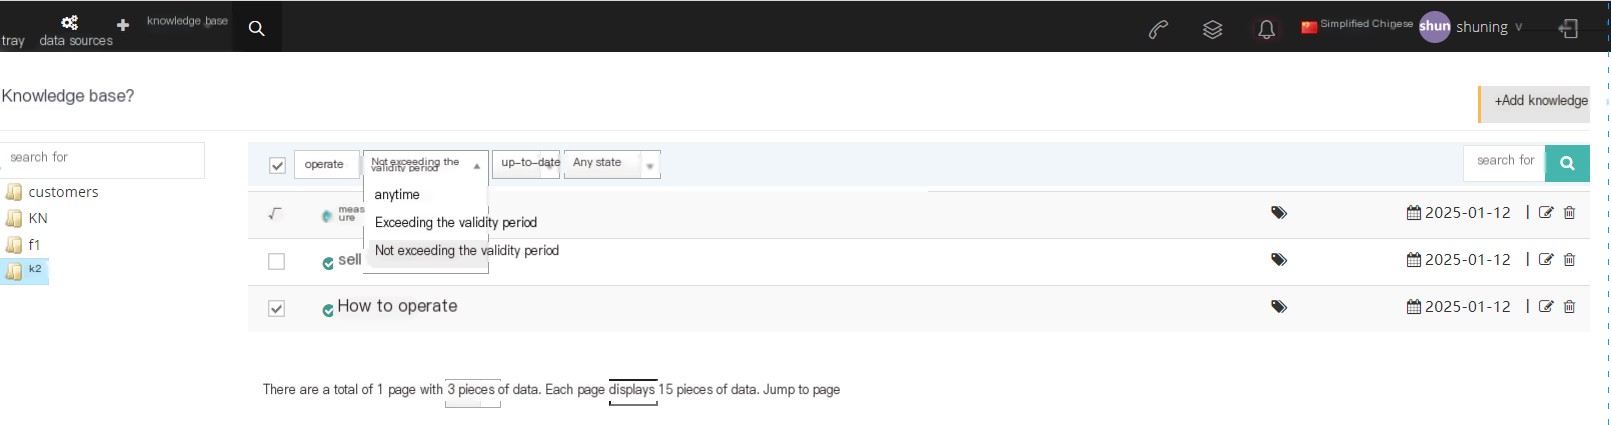 knowledge base
Simplified Chinese shun shuning
tray data sources
Knowledge base?
+Add knowledge
search for
operate Not exceeding the validity period up-to-date Any state search for
anytime
Exceeding the validity period
Not exceeding the validity period
customers
KN
f1
k2
measure 2025-01-12
sell 2025-01-12
How to operate 2025-01-12
There are a total of 1 page with 3 pieces of data. Each page displays 15 pieces of data. Jump to page